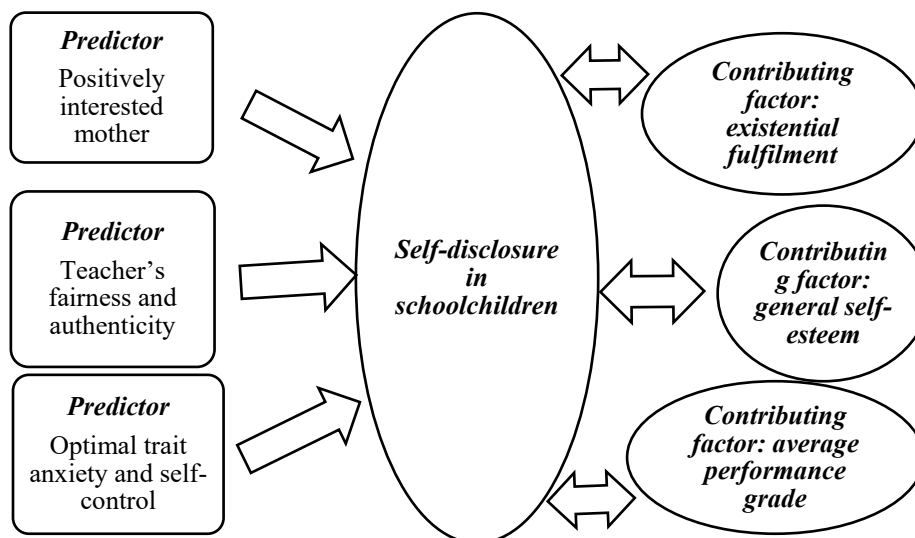 Predictor
Positively
interested
mother
Predictor
Teacher’s
fairness and
authenticity
Predictor
Optimal trait
anxiety and self-
control
Self-disclosure
in
schoolchildren
Contributing
factor:
existential
fulfilment
Contributin
g factor:
general self-
esteem
Contributing
factor: average
performance
grade